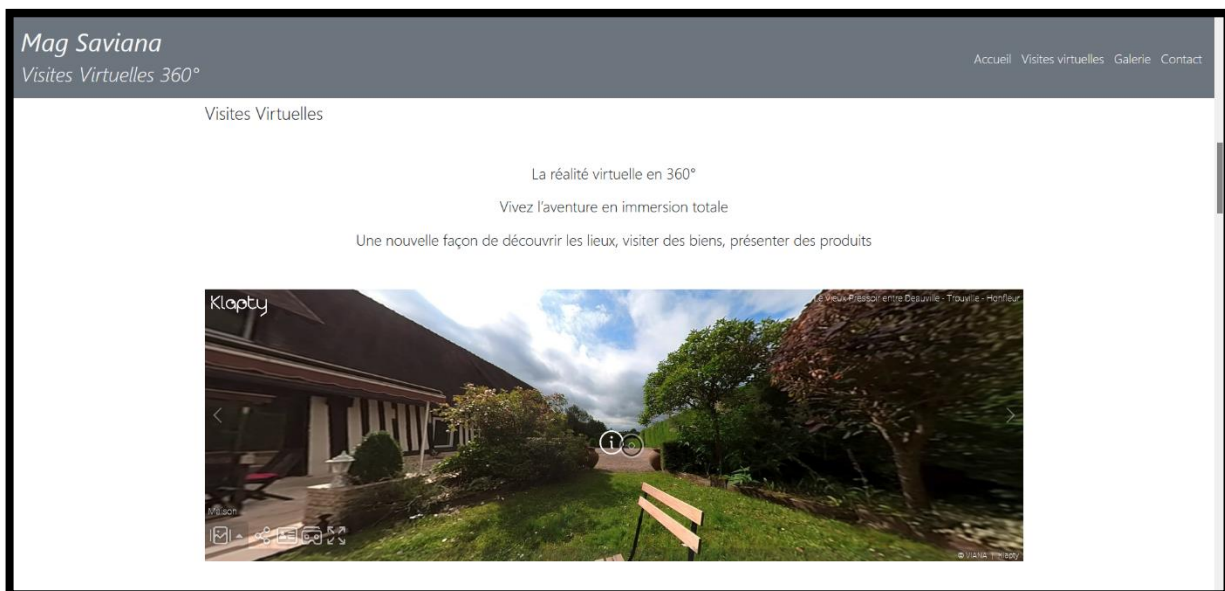 Mag Saviana
Visites Virtuelles 360°
Accueil Visites virtuelles Galerie Contact
Visites Virtuelles
La réalité virtuelle en 360°
Vivez l'aventure en immersion totale
Une nouvelle façon de découvrir les lieux, visiter des biens, présenter des produits
Klapty
Le Vieux Pressoir entre Deauville - Trouville - Honfleur
i
Maison
© VIANA | Klapty